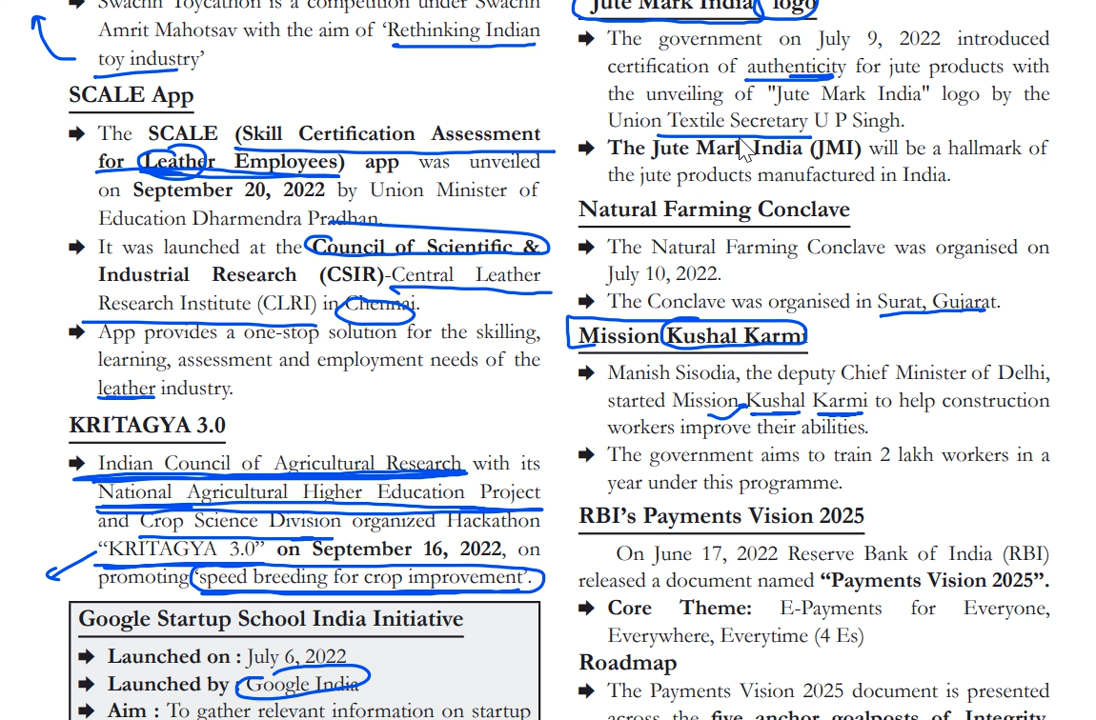 Swachh Toycathon is a competition under Swachh
Amrit Mahotsav with the aim of ‘Rethinking Indian
toy industry’
SCALE App
The SCALE (Skill Certification Assessment
for Leather Employees) app was unveiled
on September 20, 2022 by Union Minister of
Education Dharmendra Pradhan.
It was launched at the Council of Scientific &
Industrial Research (CSIR)-Central Leather
Research Institute (CLRI) in Chennai.
App provides a one-stop solution for the skilling,
learning, assessment and employment needs of the
leather industry.
KRITAGYA 3.0
Indian Council of Agricultural Research with its
National Agricultural Higher Education Project
and Crop Science Division organized Hackathon
“KRITAGYA 3.0” on September 16, 2022, on
promoting ‘speed breeding for crop improvement’.
Google Startup School India Initiative
Launched on : July 6, 2022
Launched by : Google India
Aim : To gather relevant information on startup
"Jute Mark India" logo
The government on July 9, 2022 introduced
certification of authenticity for jute products with
the unveiling of "Jute Mark India" logo by the
Union Textile Secretary U P Singh.
The Jute Mark India (JMI) will be a hallmark of
the jute products manufactured in India.
Natural Farming Conclave
The Natural Farming Conclave was organised on
July 10, 2022.
The Conclave was organised in Surat, Gujarat.
Mission Kushal Karmi
Manish Sisodia, the deputy Chief Minister of Delhi,
started Mission Kushal Karmi to help construction
workers improve their abilities.
The government aims to train 2 lakh workers in a
year under this programme.
RBI’s Payments Vision 2025
On June 17, 2022 Reserve Bank of India (RBI)
released a document named “Payments Vision 2025”.
Core Theme: E-Payments for Everyone,
Everywhere, Everytime (4 Es)
Roadmap
The Payments Vision 2025 document is presented
across the five anchor goalposts of Integrity,